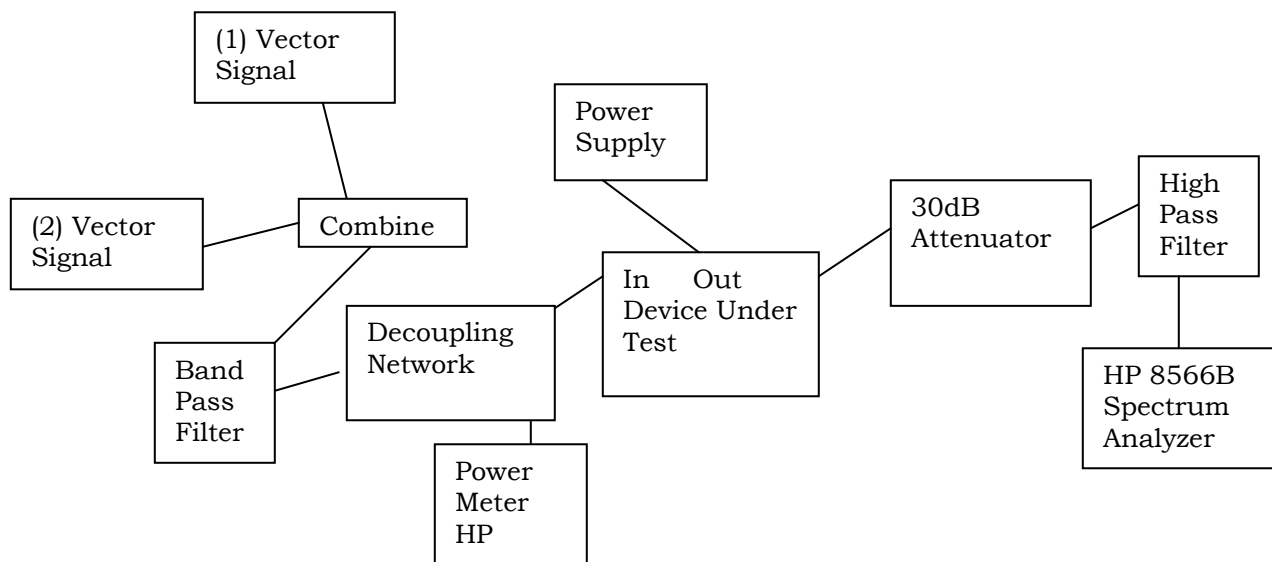 (1) Vector
Signal
Power
Supply
High
Pass
Filter
30dB
Attenuator
(2) Vector
Signal
Combine
In Out
Device Under
Test
Decoupling
Network
Band
Pass
Filter
HP 8566B
Spectrum
Analyzer
Power
Meter
HP